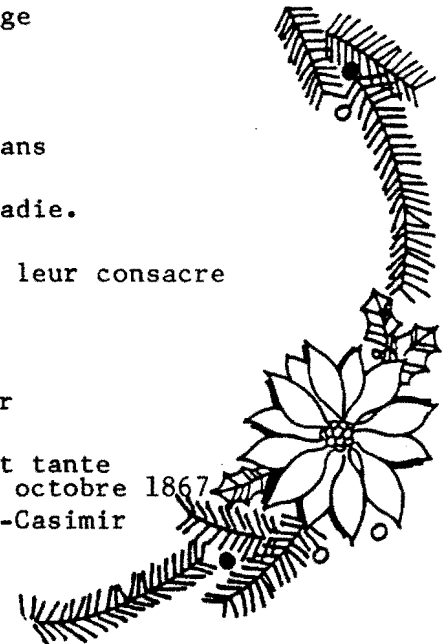 ge
ans
adie.
leur consacre
r
t tante
octobre 1867
-Casimir